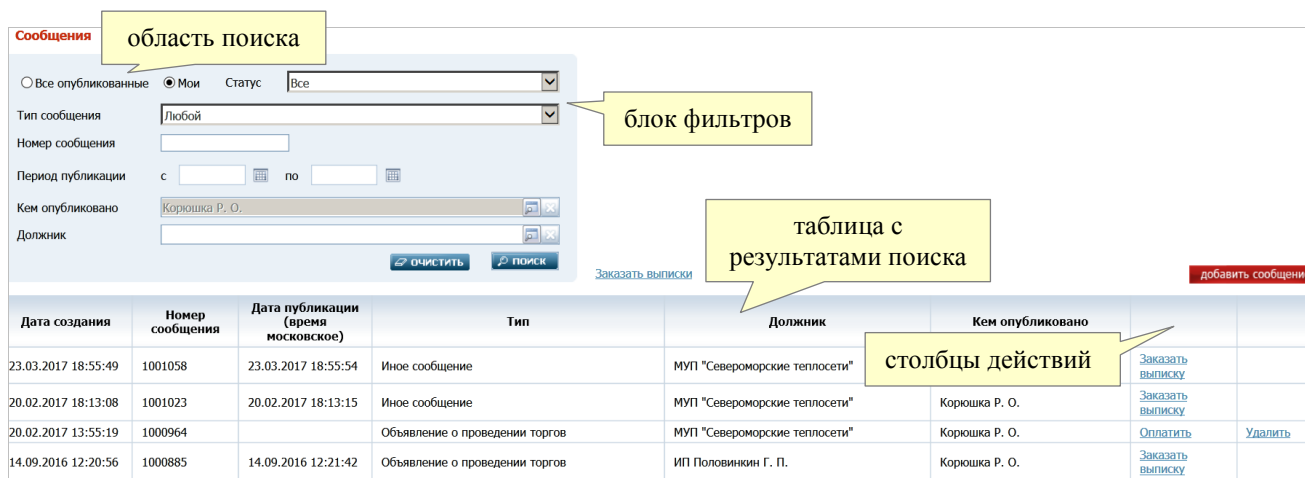 Сообщения
область поиска
Все опубликованные Мои Статус Все
Тип сообщения Любой
блок фильтров
Номер сообщения
Период публикации с по
Кем опубликовано Корюшка Р. О.
Должник
таблица с
результатами поиска
ОЧИСТИТЬ ПОИСК
Заказать выписки
добавить сообщени
Дата создания
Номер
сообщения
Дата публикации
(время
московское)
Тип
Должник
Кем опубликовано
столбцы действий
23.03.2017 18:55:49 1001058 23.03.2017 18:55:54 Иное сообщение МУП "Североморские теплосети" Заказать
выписку
20.02.2017 18:13:08 1001023 20.02.2017 18:13:15 Иное сообщение МУП "Североморские теплосети" Корюшка Р. О. Заказать
выписку
20.02.2017 13:55:19 1000964 Объявление о проведении торгов МУП "Североморские теплосети" Корюшка Р. О. Оплатить Удалить
14.09.2016 12:20:56 1000885 14.09.2016 12:21:42 Объявление о проведении торгов ИП Половинкин Г. П. Корюшка Р. О. Заказать
выписку